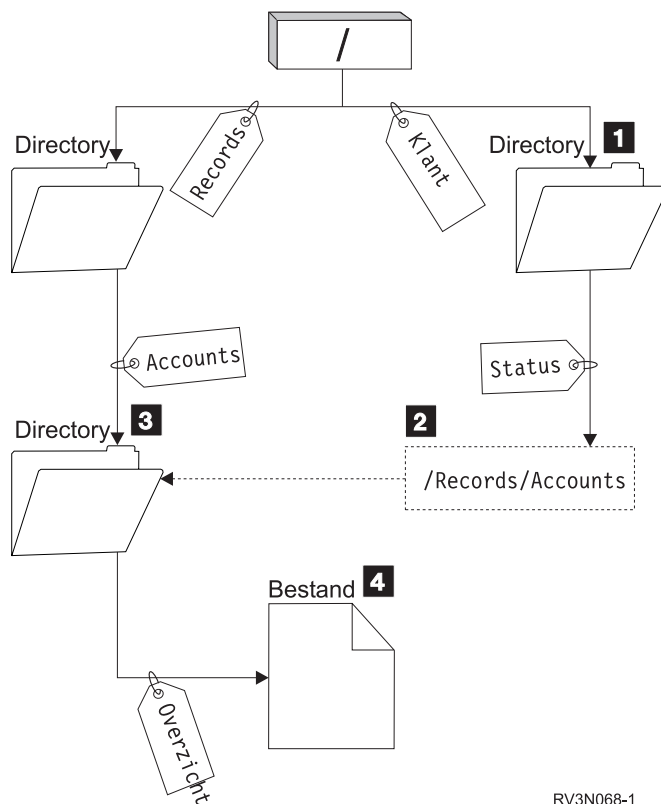 /
Records
Klant
Directory
Directory 1
Accounts
Status
Directory 3
2
/Records/Accounts
Bestand 4
Overzicht
RV3N068-1